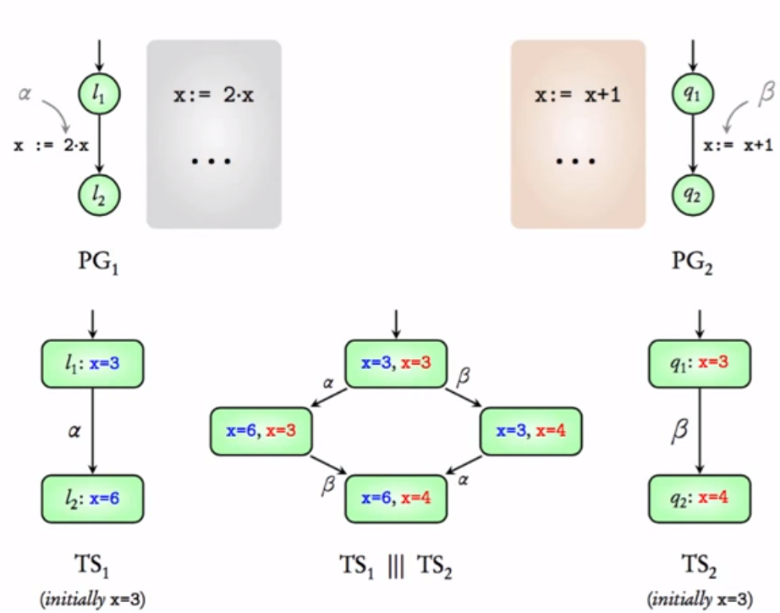 α
l₁
x := 2·x
l₂
PG₁
x:= 2·x
...
x:= x+1
...
q₁
β
x:= x+1
q₂
PG₂
l₁: x=3
α
l₂: x=6
TS₁
(initially x=3)
x=3, x=3
α
β
x=6, x=3
x=3, x=4
β
α
x=6, x=4
TS₁ ||| TS₂
q₁: x=3
β
q₂: x=4
TS₂
(initially x=3)